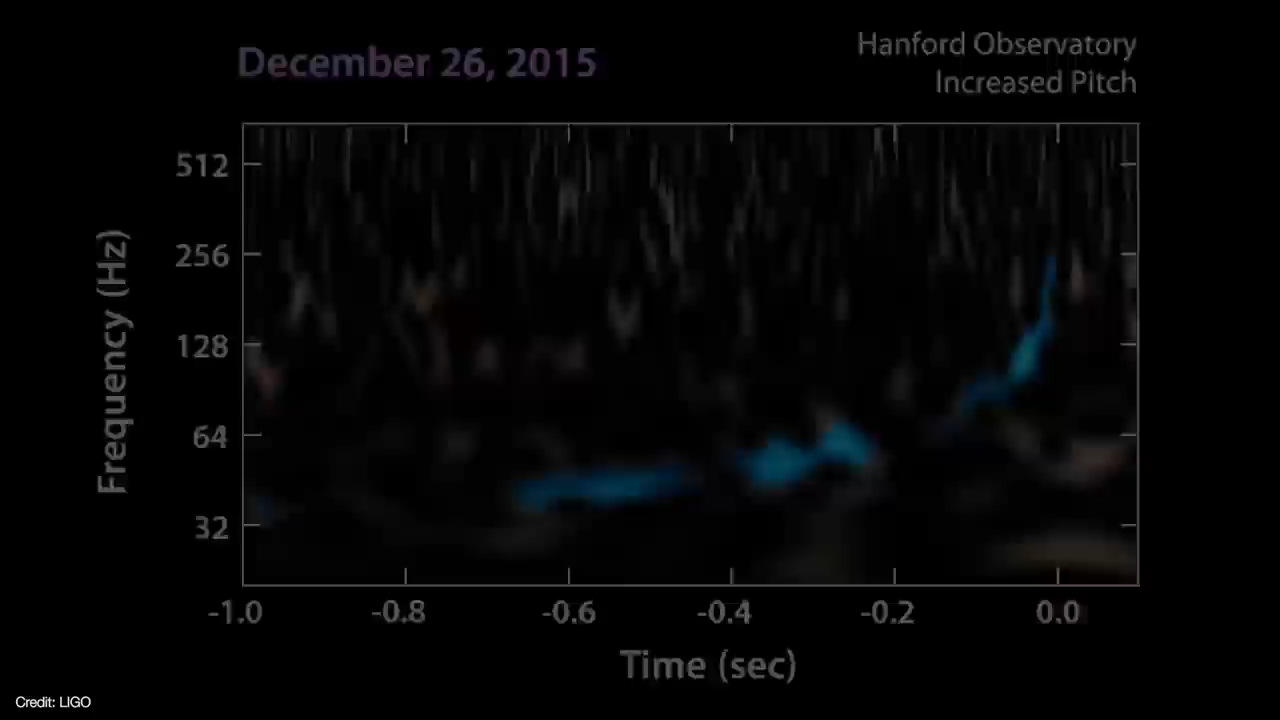 December 26, 2015
Hanford Observatory
Increased Pitch
512
256
128
64
32
Frequency (Hz)
-1.0 -0.8 -0.6 -0.4 -0.2 0.0
Time (sec)
Credit: LIGO